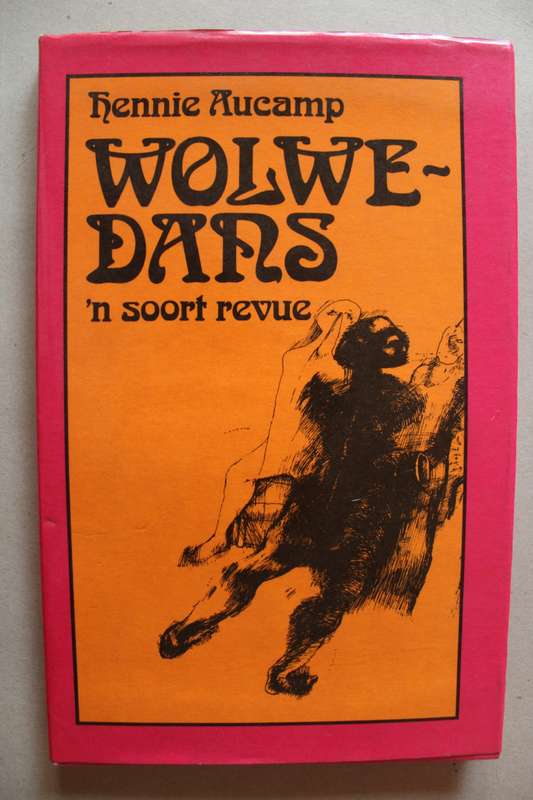 Hennie Aucamp
WOLWE-
DANS
'n soort revue